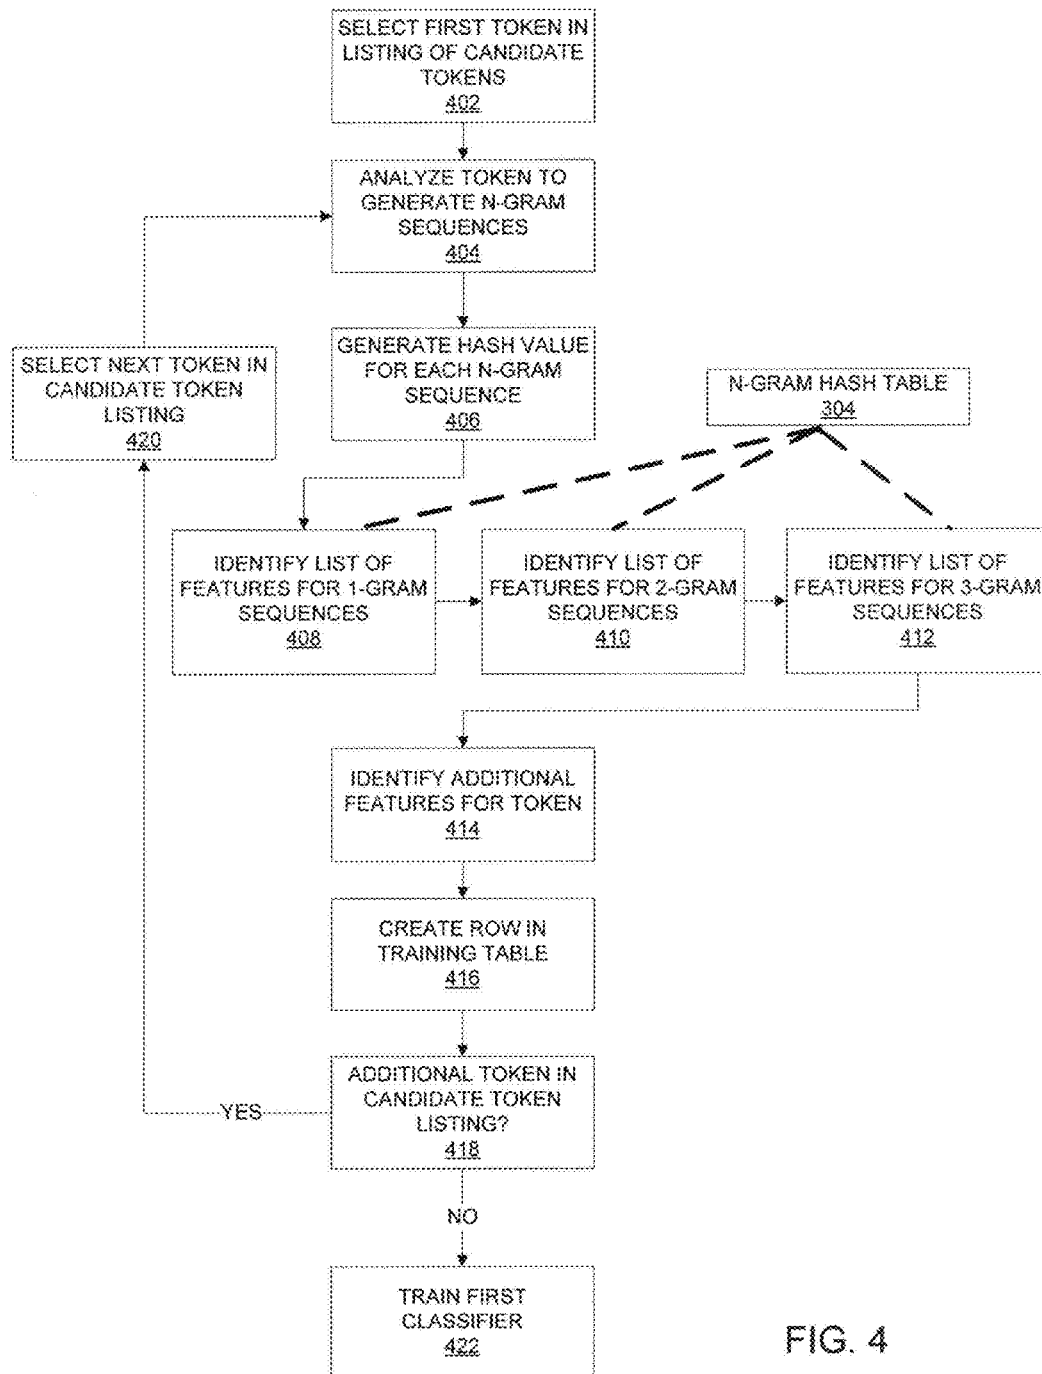 SELECT FIRST TOKEN IN
LISTING OF CANDIDATE
TOKENS
402
ANALYZE TOKEN TO
GENERATE N-GRAM
SEQUENCES
404
GENERATE HASH VALUE
FOR EACH N-GRAM
SEQUENCE
406
SELECT NEXT TOKEN IN
CANDIDATE TOKEN
LISTING
420
N-GRAM HASH TABLE
304
IDENTIFY LIST OF
FEATURES FOR 1-GRAM
SEQUENCES
408
IDENTIFY LIST OF
FEATURES FOR 2-GRAM
SEQUENCES
410
IDENTIFY LIST OF
FEATURES FOR 3-GRAM
SEQUENCES
412
IDENTIFY ADDITIONAL
FEATURES FOR TOKEN
414
CREATE ROW IN
TRAINING TABLE
416
ADDITIONAL TOKEN IN
CANDIDATE TOKEN
LISTING?
418
YES
NO
TRAIN FIRST
CLASSIFIER
422
FIG. 4